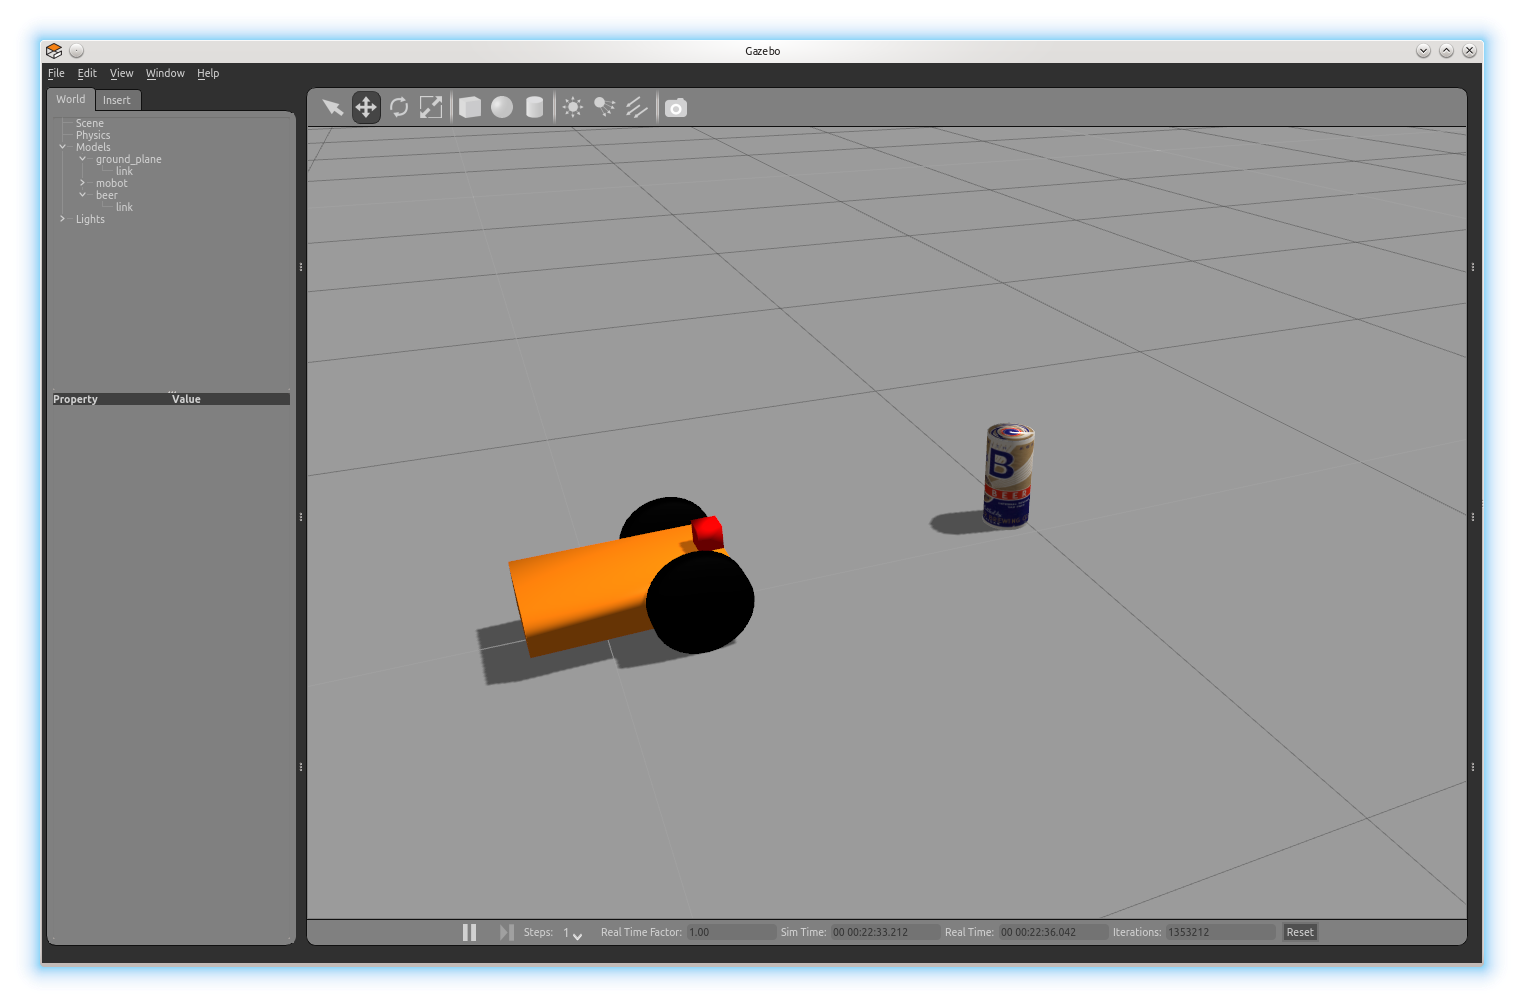 Gazebo
File Edit View Window Help
World Insert
Scene
Physics
Models
ground_plane
link
mobot
beer
link
Lights
Property Value
B
BEER
Steps: 1 Real Time Factor: 1.00 Sim Time: 00 00:22:33.212 Real Time: 00 00:22:36.042 Iterations: 1353212 Reset